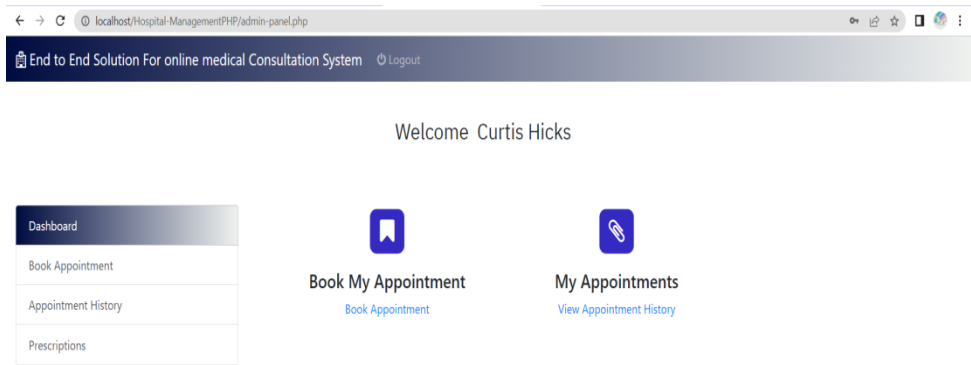 localhost/Hospital-ManagementPHP/admin-panel.php
End to End Solution For online medical Consultation System Logout
Welcome Curtis Hicks
Dashboard
Book Appointment
Appointment History
Prescriptions
Book My Appointment
Book Appointment
My Appointments
View Appointment History